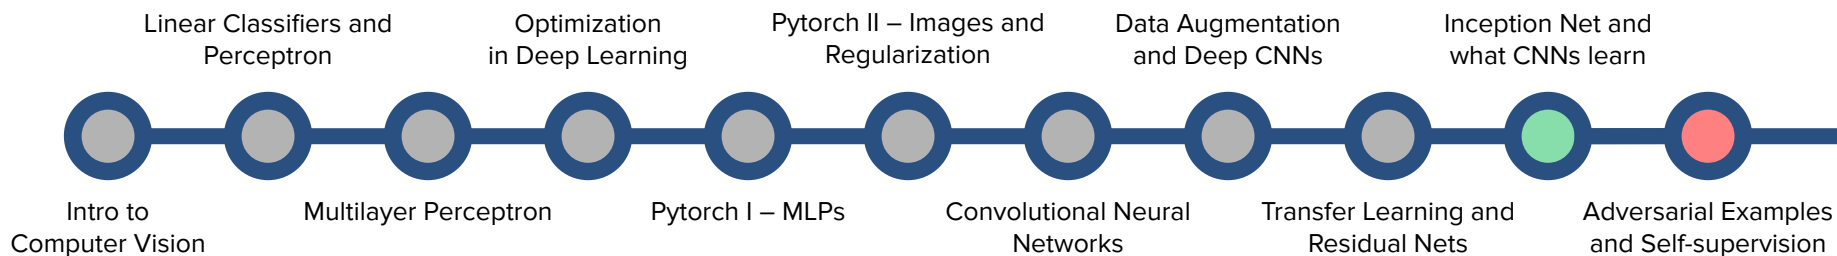 Linear Classifiers and
Perceptron
Optimization
in Deep Learning
Pytorch II – Images and
Regularization
Data Augmentation
and Deep CNNs
Inception Net and
what CNNs learn
Intro to
Computer Vision
Multilayer Perceptron
Pytorch I – MLPs
Convolutional Neural
Networks
Transfer Learning and
Residual Nets
Adversarial Examples
and Self-supervision